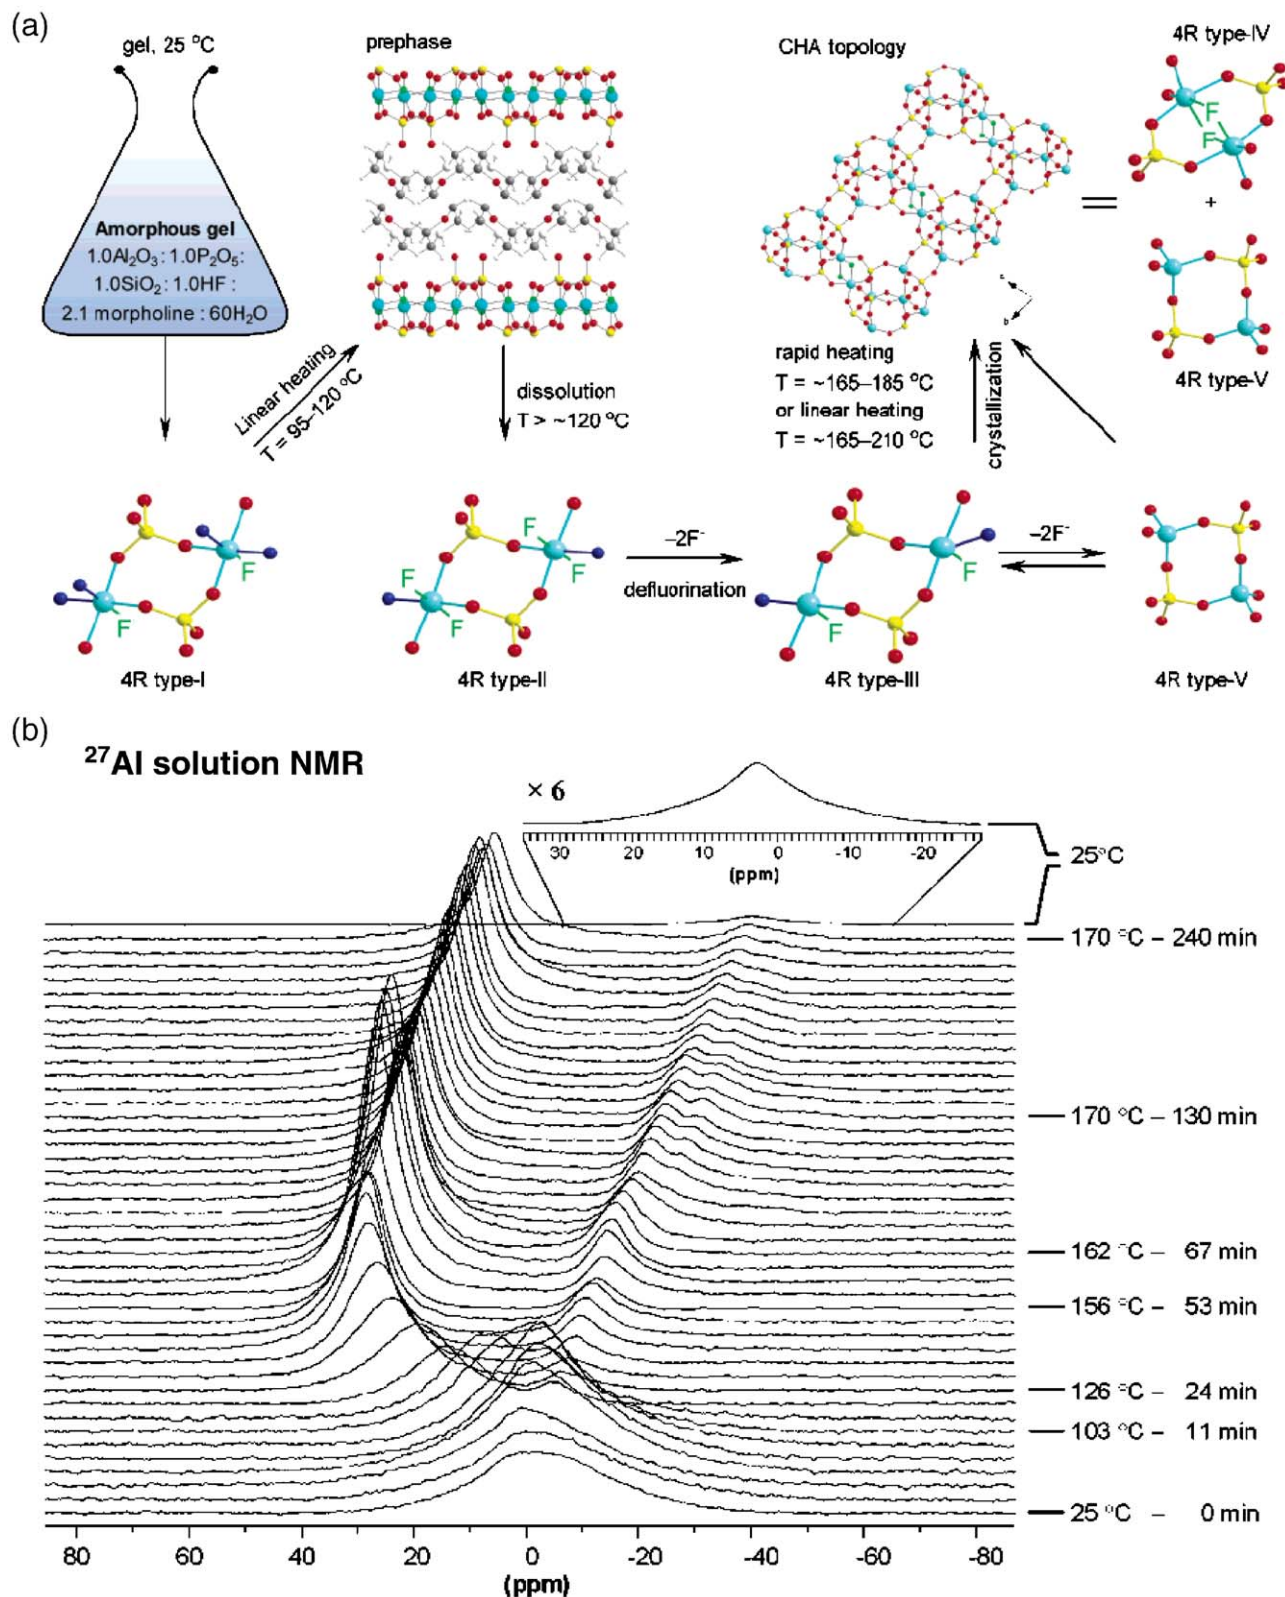 (a)
gel, 25 °C
prephase
CHA topology
4R type-IV
F
F
+
4R type-V
Amorphous gel
1.0Al₂O₃ : 1.0P₂O₅:
1.0SiO₂ : 1.0HF :
2.1 morpholine : 60H₂O
Linear heating
T = 95–120 °C
dissolution
T > ~120 °C
rapid heating
T = ~165–185 °C
or linear heating
T = ~165–210 °C
crystallization
F
F
4R type-I
F
F
F
F
4R type-II
–2F⁻
defluorination
F
F
4R type-III
–2F⁻
4R type-V
(b)
²⁷Al solution NMR
× 6
30 20 10 0 -10 -20
(ppm)
25°C
170 °C – 240 min
170 °C – 130 min
162 °C – 67 min
156 °C – 53 min
126 °C – 24 min
103 °C – 11 min
25 °C – 0 min
80 60 40 20 0 -20 -40 -60 -80
(ppm)